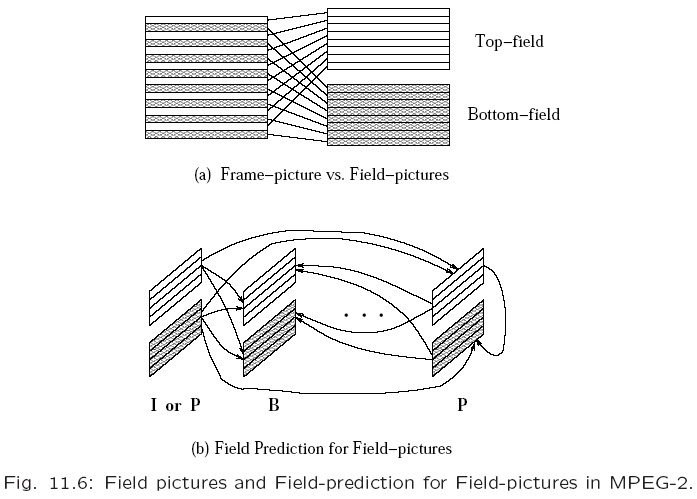 Top-field
Bottom-field
(a) Frame-picture vs. Field-pictures
. . .
I or P
B
P
(b) Field Prediction for Field-pictures
Fig. 11.6: Field pictures and Field-prediction for Field-pictures in MPEG-2.